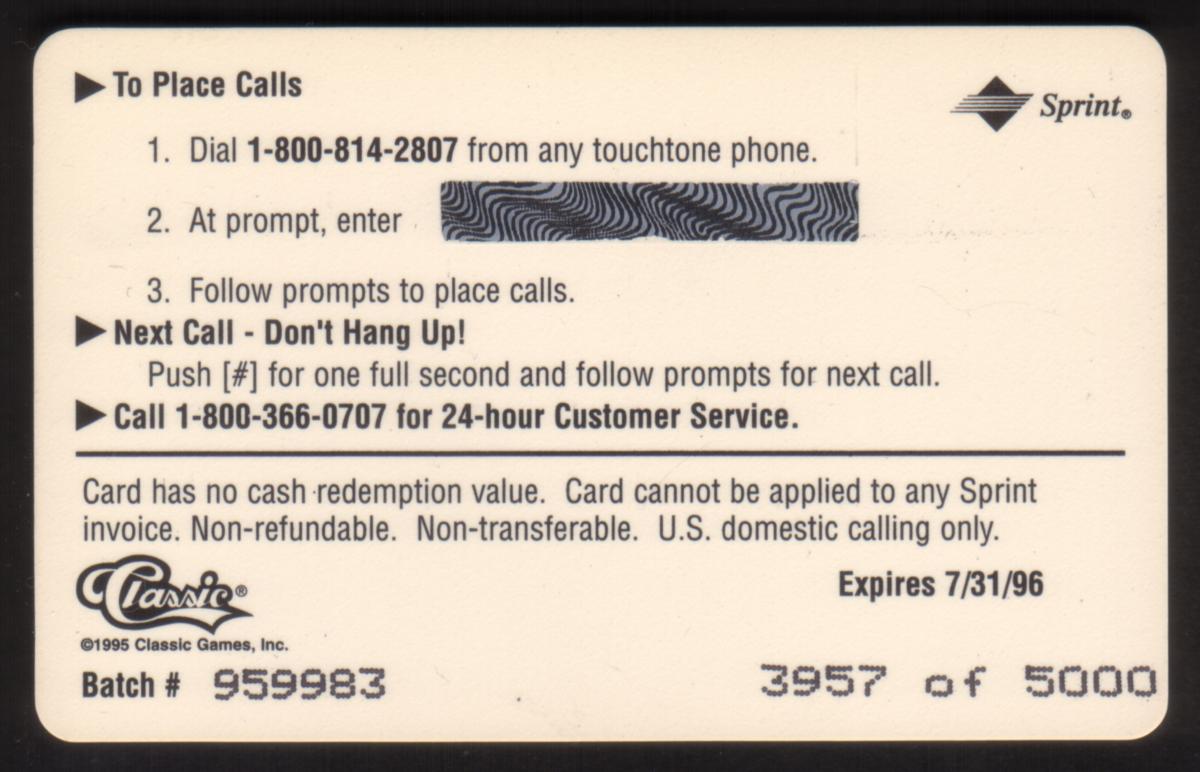 ▶ To Place Calls
Sprint®
1. Dial 1-800-814-2807 from any touchtone phone.
2. At prompt, enter
3. Follow prompts to place calls.
▶ Next Call - Don't Hang Up!
Push [#] for one full second and follow prompts for next call.
▶ Call 1-800-366-0707 for 24-hour Customer Service.
Card has no cash redemption value. Card cannot be applied to any Sprint
invoice. Non-refundable. Non-transferable. U.S. domestic calling only.
Classic®
Expires 7/31/96
©1995 Classic Games, Inc.
Batch # 959983
3957 of 5000